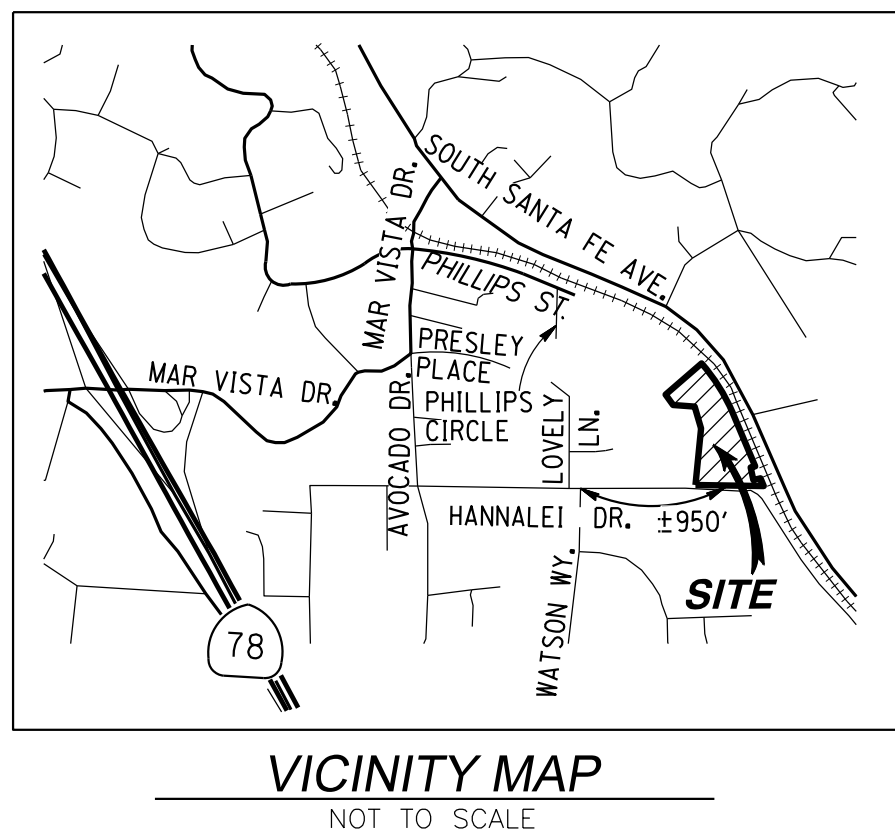 SOUTH SANTA FE AVE.
MAR VISTA DR.
PHILLIPS ST.
PRESLEY
PLACE
MAR VISTA DR.
PHILLIPS
CIRCLE
AVOCADO DR.
LOVELY
LN.
HANNALEI DR.
±950'
WATSON WY.
SITE
78
VICINITY MAP
NOT TO SCALE